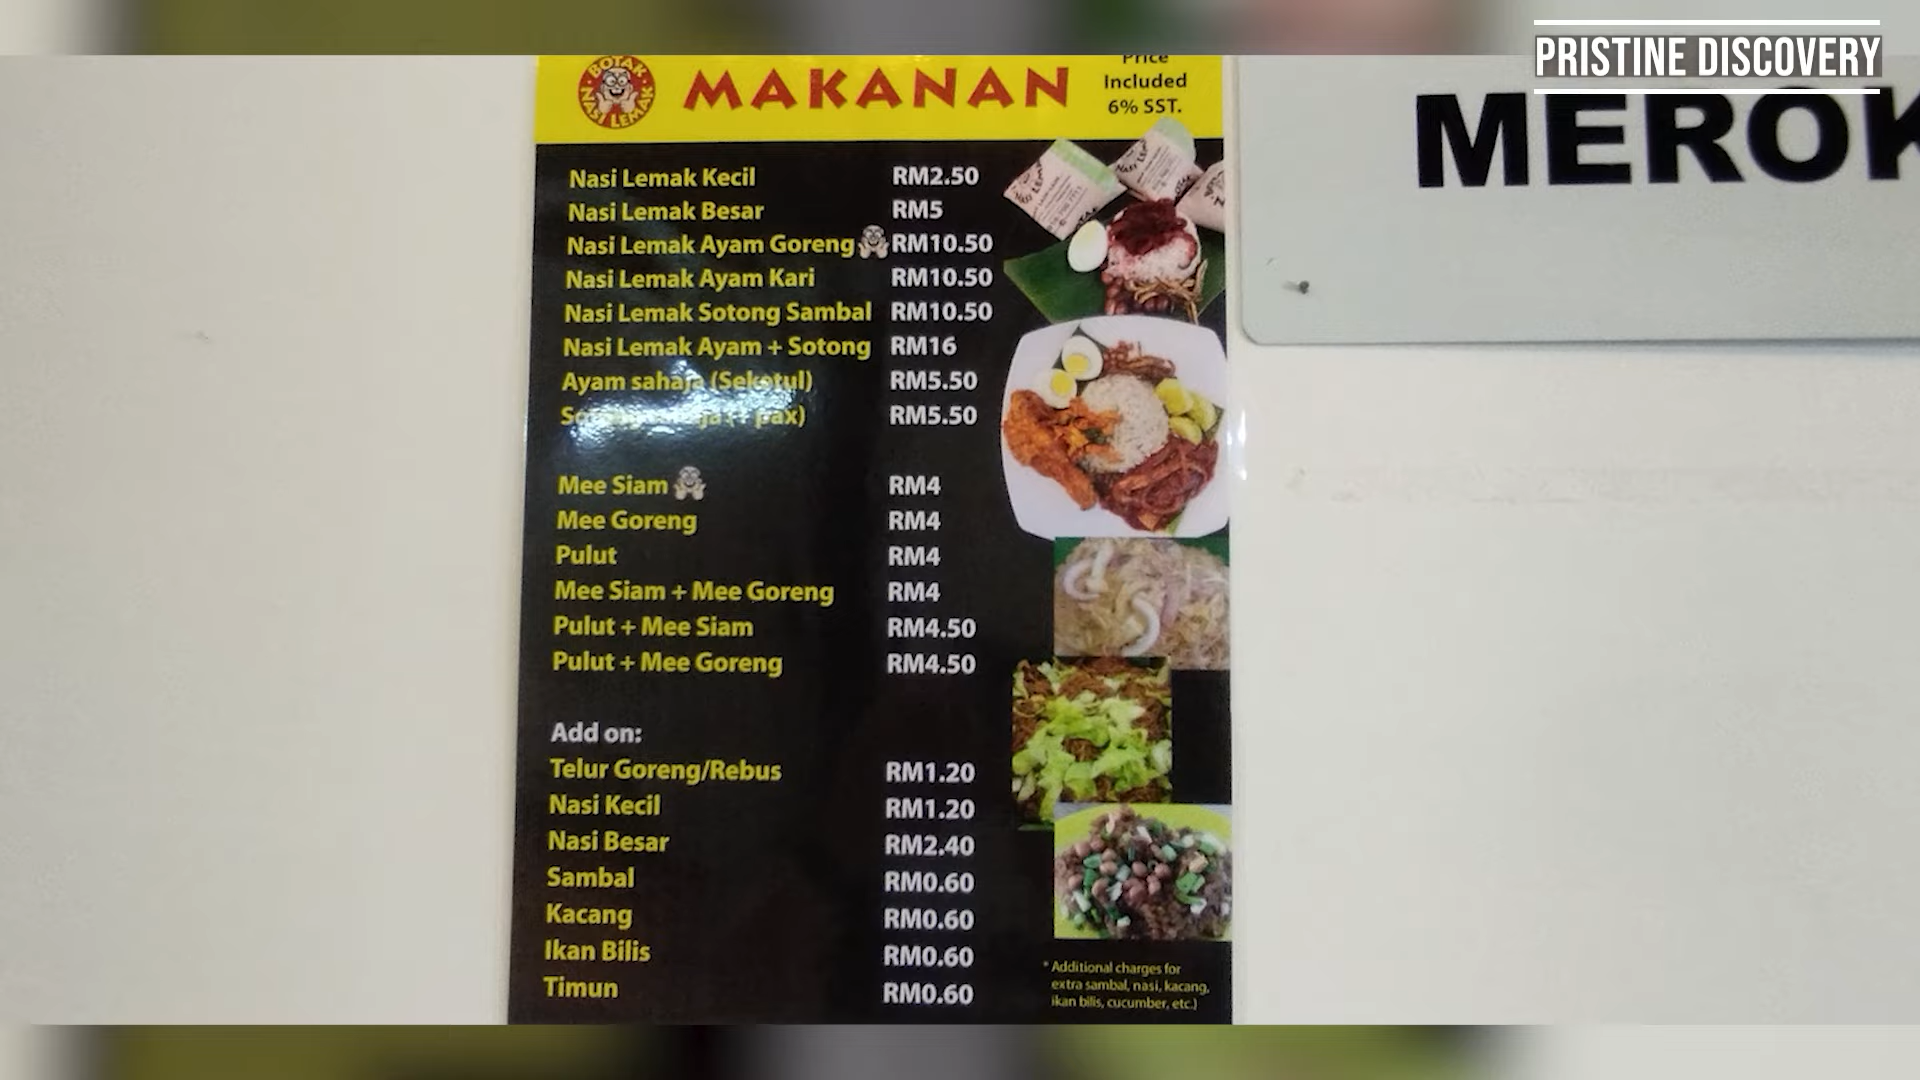 PRISTINE DISCOVERY
BOTAK
NASI LEMAK
MAKANAN
Price
Included
6% SST.
MEROK
Nasi Lemak Kecil RM2.50
Nasi Lemak Besar RM5
Nasi Lemak Ayam Goreng RM10.50
Nasi Lemak Ayam Kari RM10.50
Nasi Lemak Sotong Sambal RM10.50
Nasi Lemak Ayam + Sotong RM16
Ayam sahaja (Seketul) RM5.50
pax) RM5.50
Mee Siam RM4
Mee Goreng RM4
Pulut RM4
Mee Siam + Mee Goreng RM4
Pulut + Mee Siam RM4.50
Pulut + Mee Goreng RM4.50
Add on:
Telur Goreng/Rebus RM1.20
Nasi Kecil RM1.20
Nasi Besar RM2.40
Sambal RM0.60
Kacang RM0.60
Ikan Bilis RM0.60
Timun RM0.60
* Additional charges for
extra sambal, nasi, kacang,
ikan bilis, cucumber, etc.)